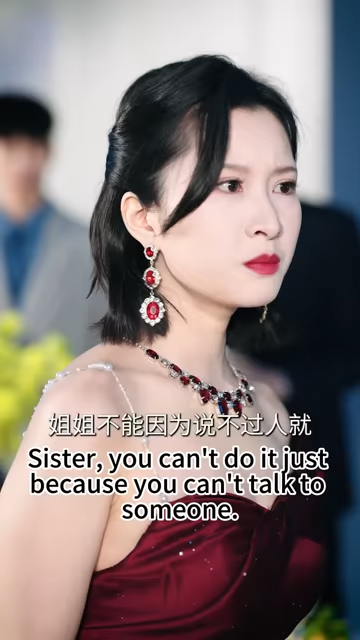 姐姐不能因为说不过人就
Sister, you can't do it just
because you can't talk to
someone.